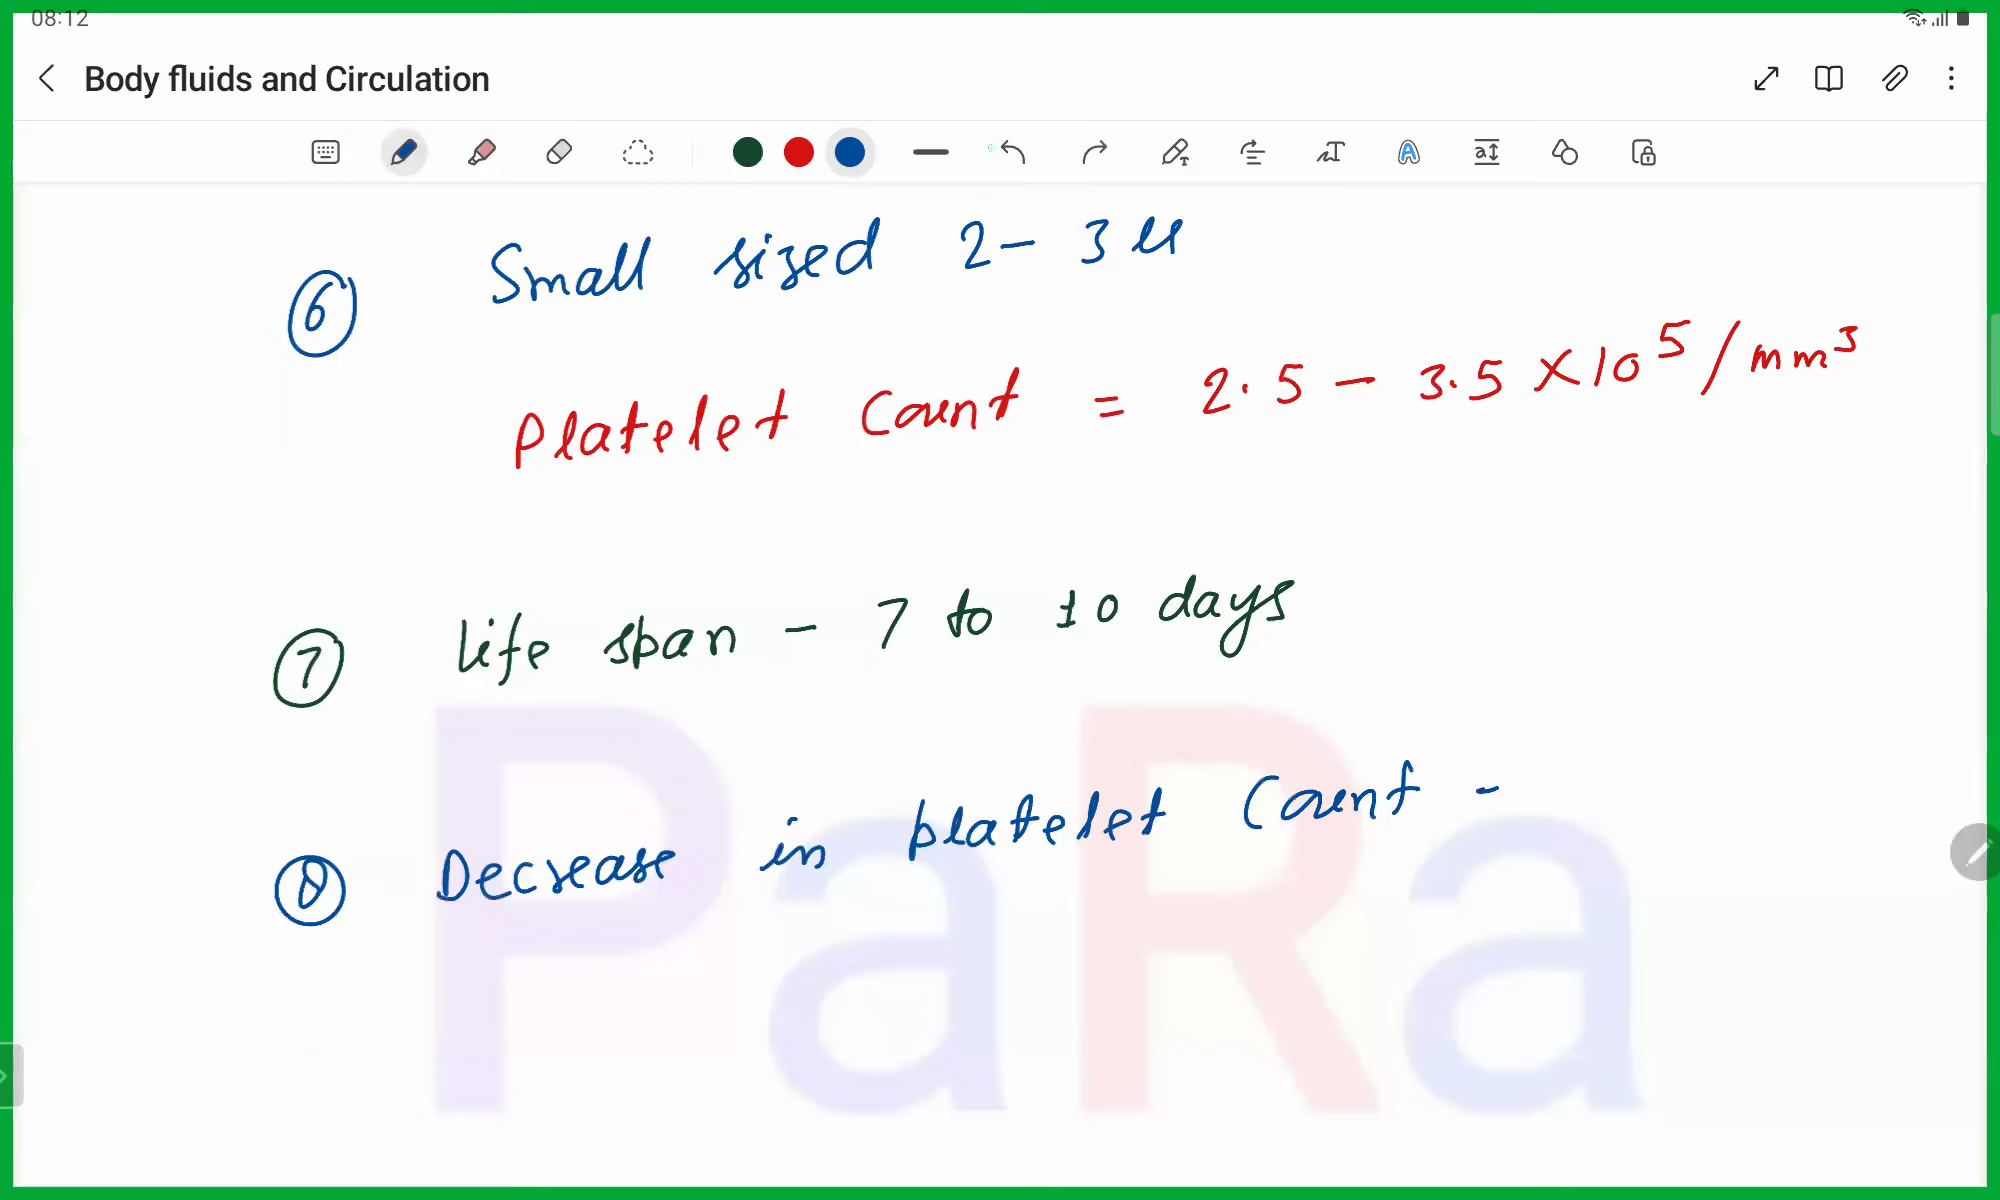 08:12
Body fluids and Circulation
6 Small sized 2 - 3 µ
Platelet Count = 2.5 - 3.5 × 10⁵ / mm³
7 life span - 7 to 10 days
8 Decrease in platelet Count -
PaRa